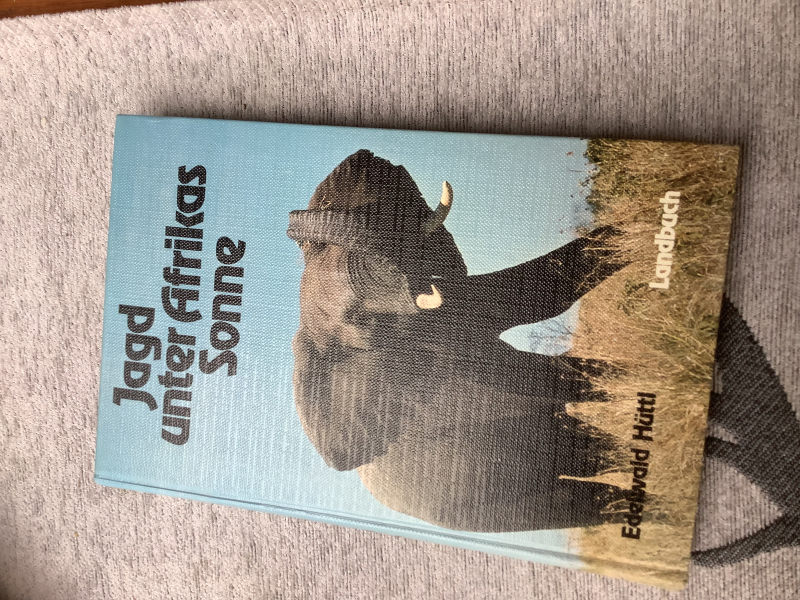 Jagd
unter Afrikas
Sonne
Edelwald Hüttl
Landbuch